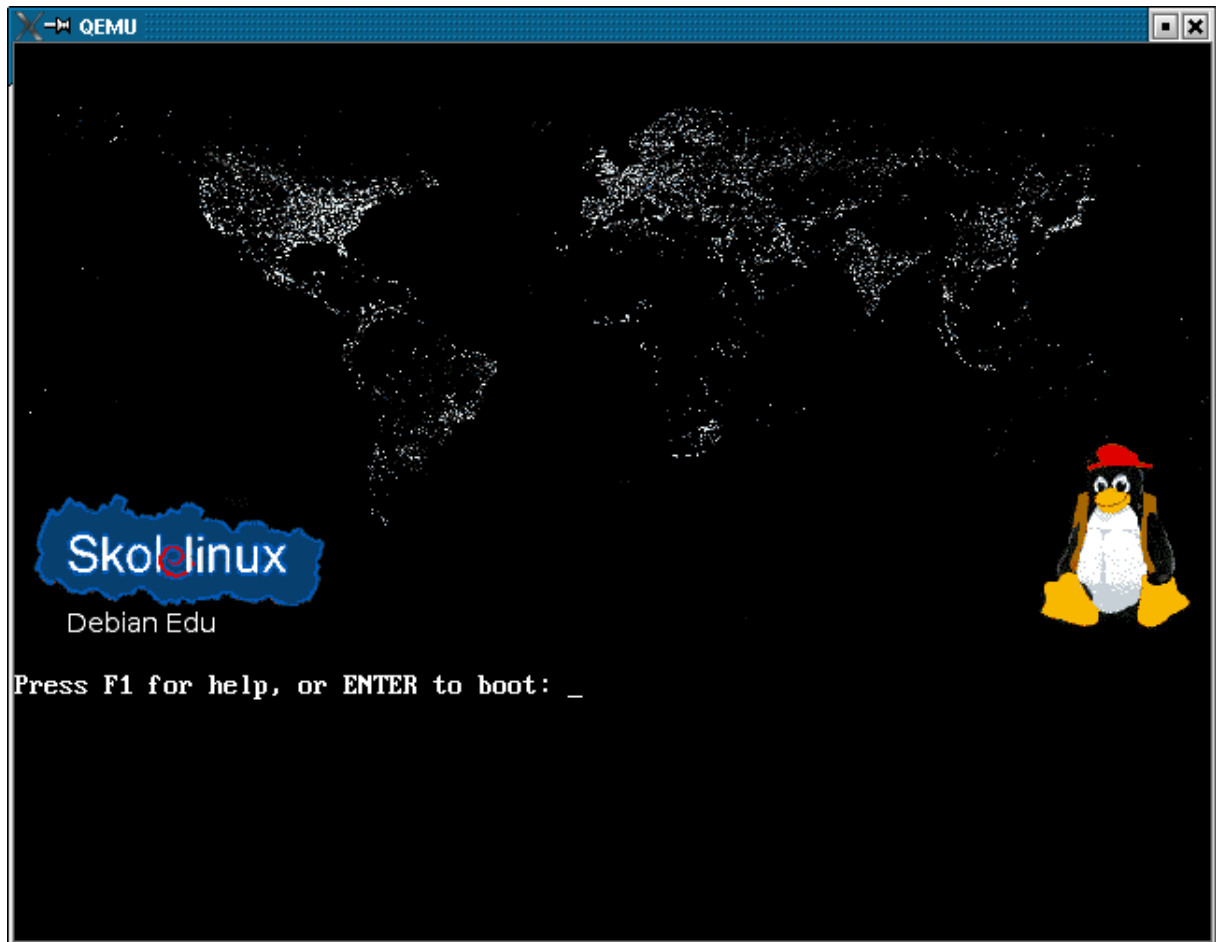 QEMU
Skolelinux
Debian Edu
Press F1 for help, or ENTER to boot: _